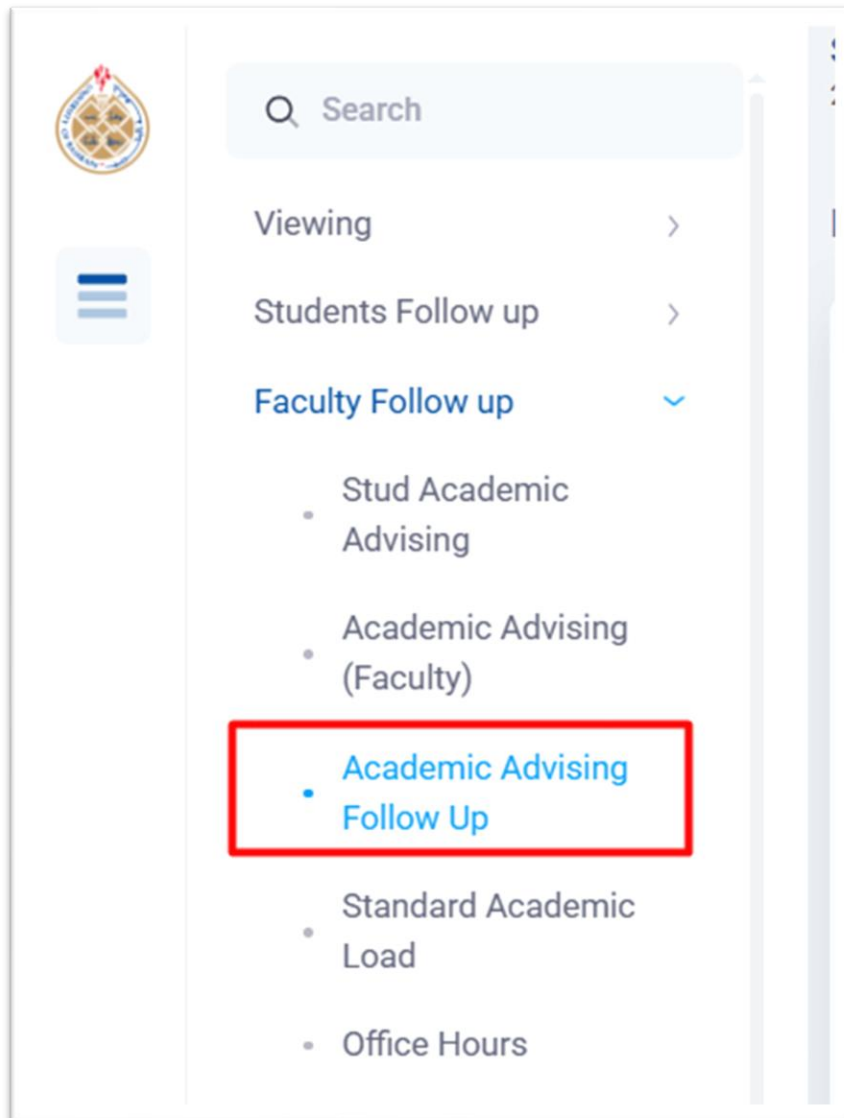 Search
Viewing
Students Follow up
Faculty Follow up
Stud Academic
Advising
Academic Advising
(Faculty)
Academic Advising
Follow Up
Standard Academic
Load
Office Hours